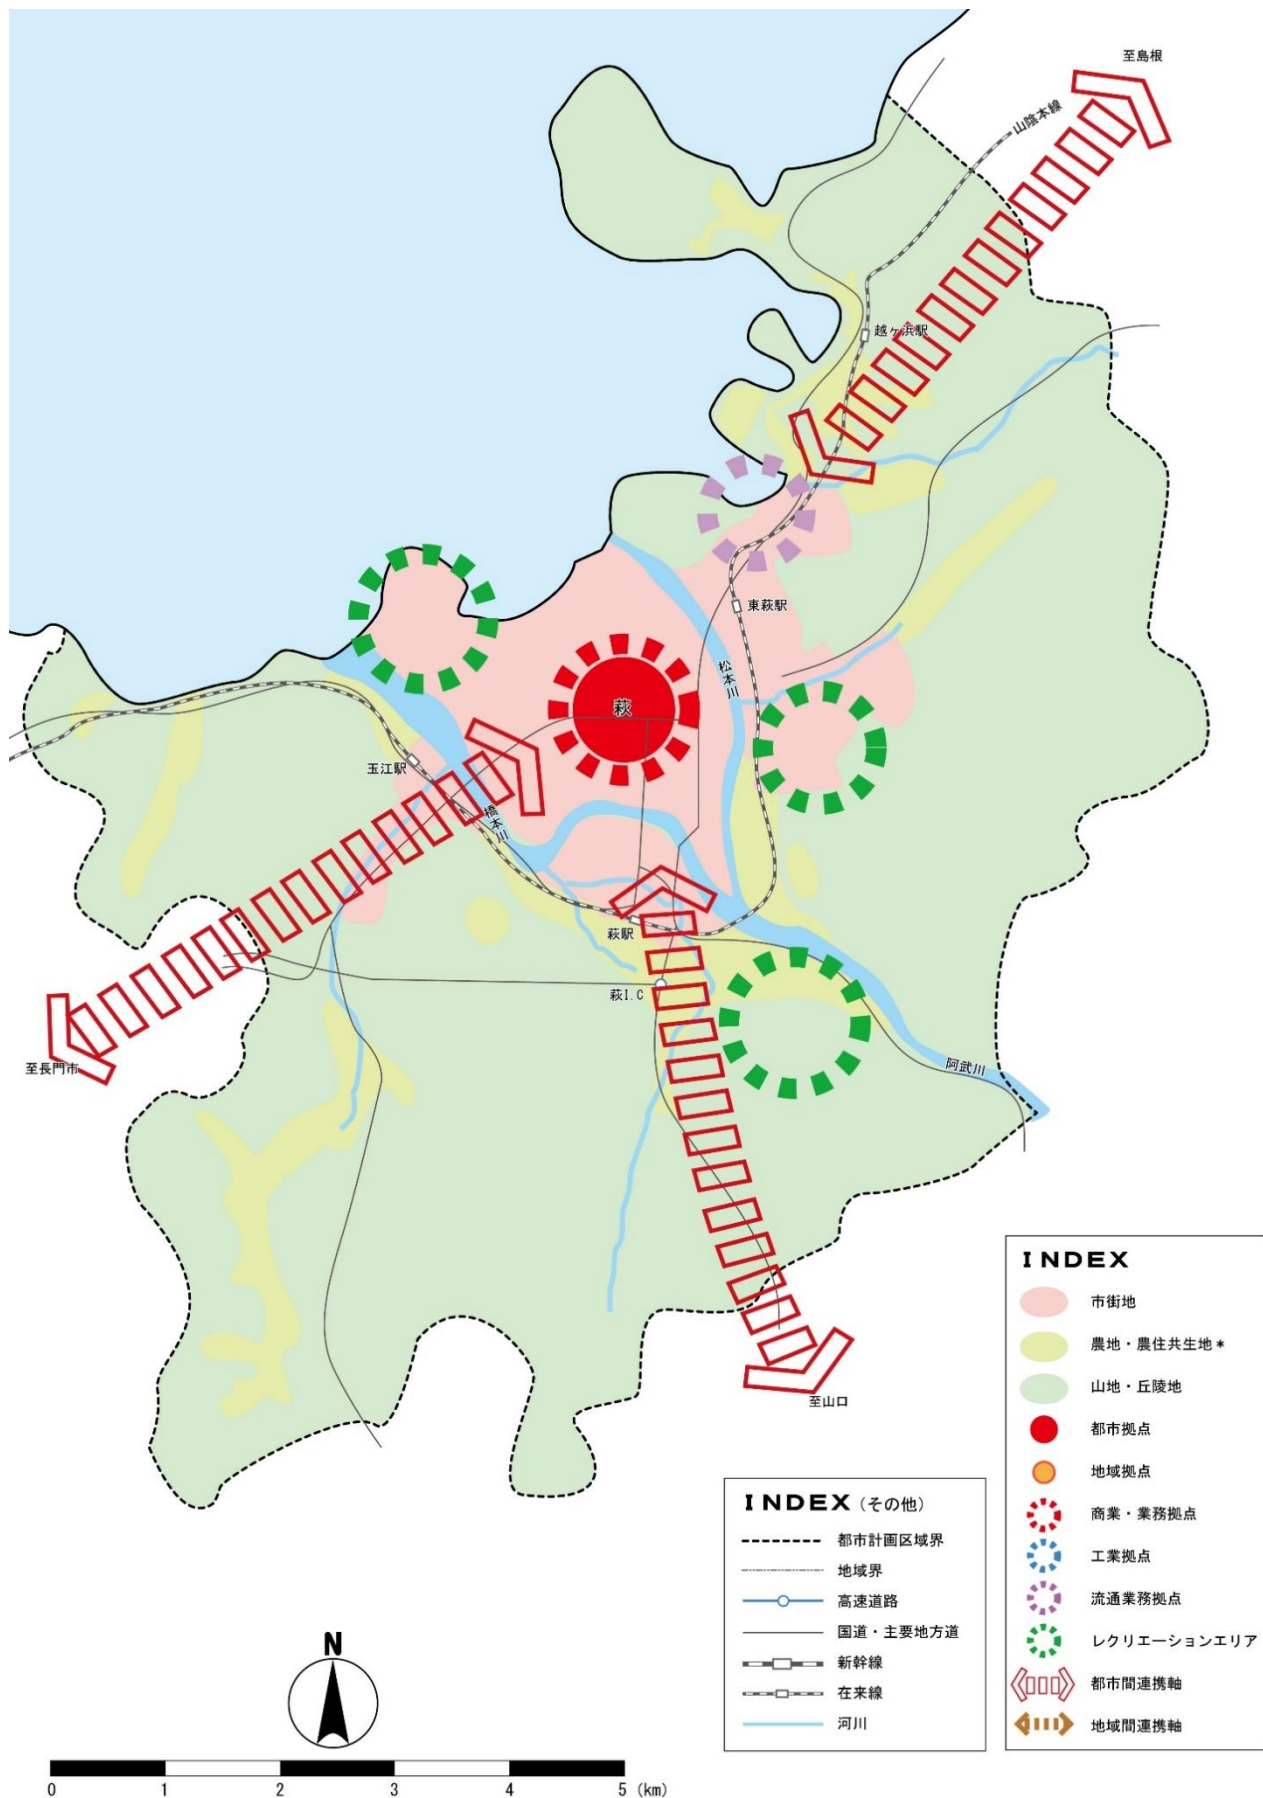 至島根
山陰本線
越ヶ浜駅
東萩駅
松本川
萩
玉江駅
橋本川
萩駅
萩I.C
至長門市
阿武川
至山口
INDEX
市街地
農地・農住共生地*
山地・丘陵地
都市拠点
地域拠点
商業・業務拠点
工業拠点
流通業務拠点
レクリエーションエリア
都市間連携軸
地域間連携軸
INDEX（その他）
都市計画区域界
地域界
高速道路
国道・主要地方道
新幹線
在来線
河川
N
0 1 2 3 4 5 (km)